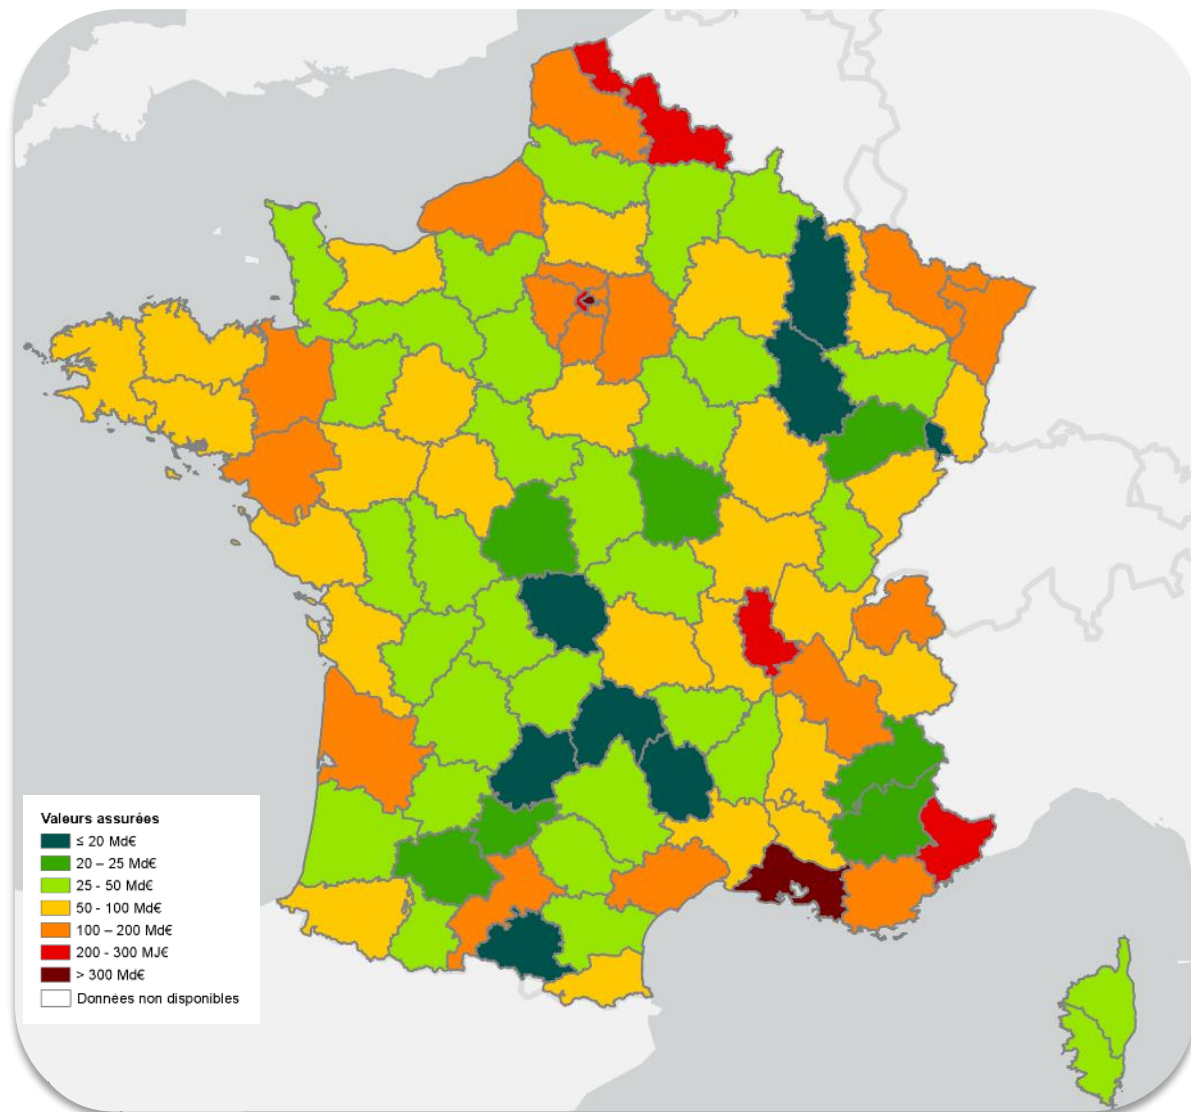 Valeurs assurées
≤ 20 Md€
20 – 25 Md€
25 - 50 Md€
50 - 100 Md€
100 – 200 Md€
200 - 300 MJ€
> 300 Md€
Données non disponibles